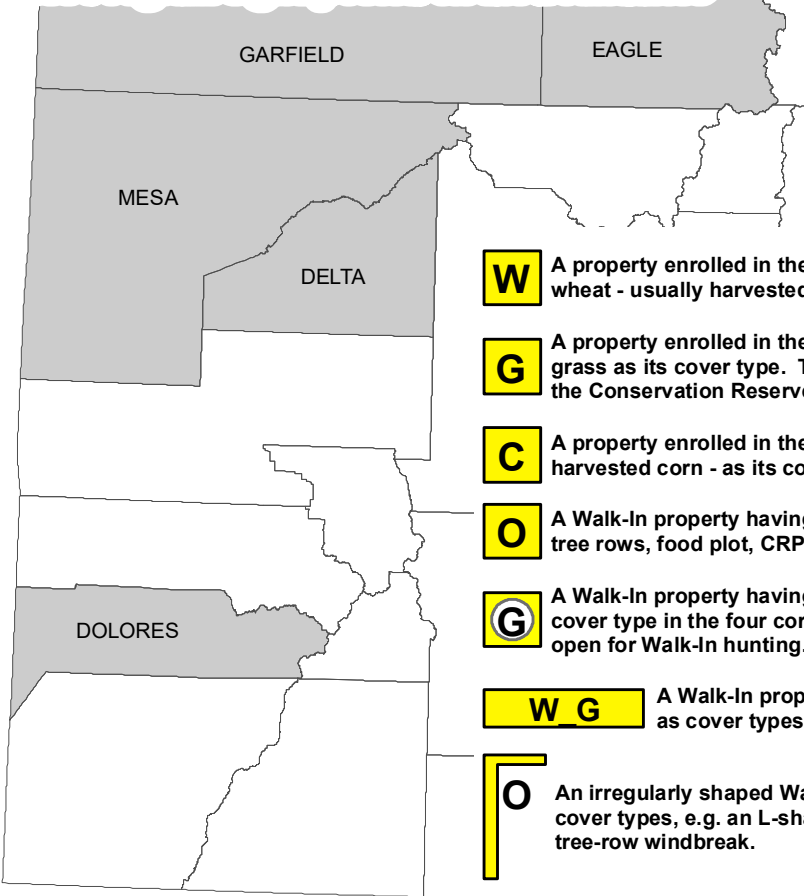 GARFIELD
EAGLE
MESA
DELTA
DOLORES
W
A property enrolled in the
wheat - usually harvested
G
A property enrolled in the
grass as its cover type. T
the Conservation Reserve
C
A property enrolled in the
harvested corn - as its co
O
A Walk-In property having
tree rows, food plot, CRP
G
A Walk-In property having
cover type in the four cor
open for Walk-In hunting.
W_G
A Walk-In prop
as cover types
O
An irregularly shaped Wa
cover types, e.g. an L-sha
tree-row windbreak.